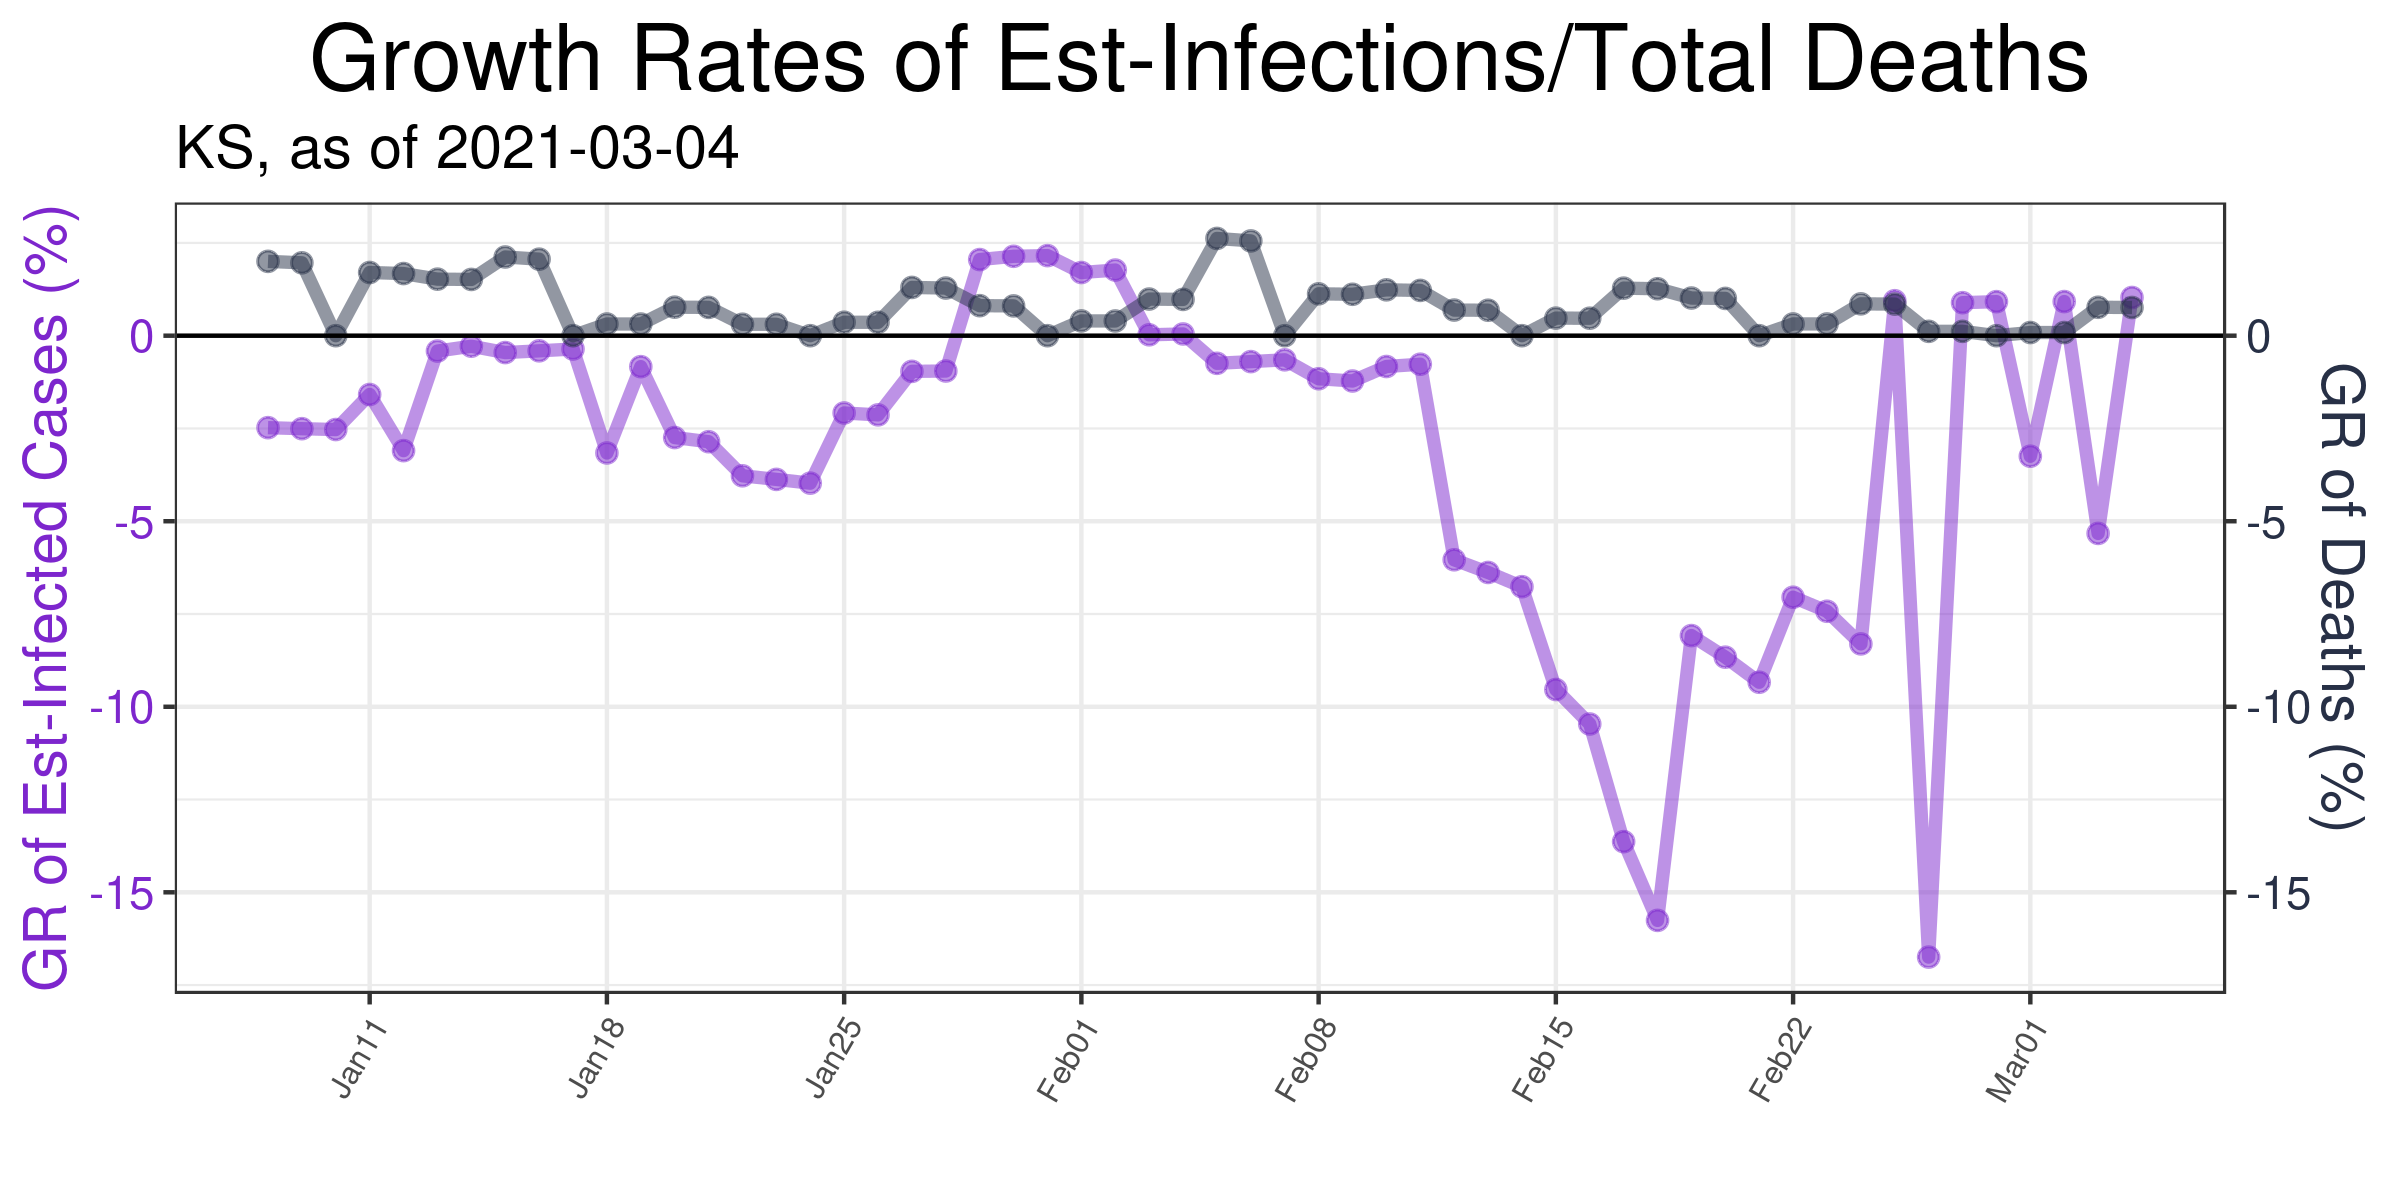 Growth Rates of Est-Infections/Total Deaths
KS, as of 2021-03-04
GR of Est-Infected Cases (%)
0
-5
-10
-15
0
-5
-10
-15
GR of Deaths (%)
Jan11
Jan18
Jan25
Feb01
Feb08
Feb15
Feb22
Mar01